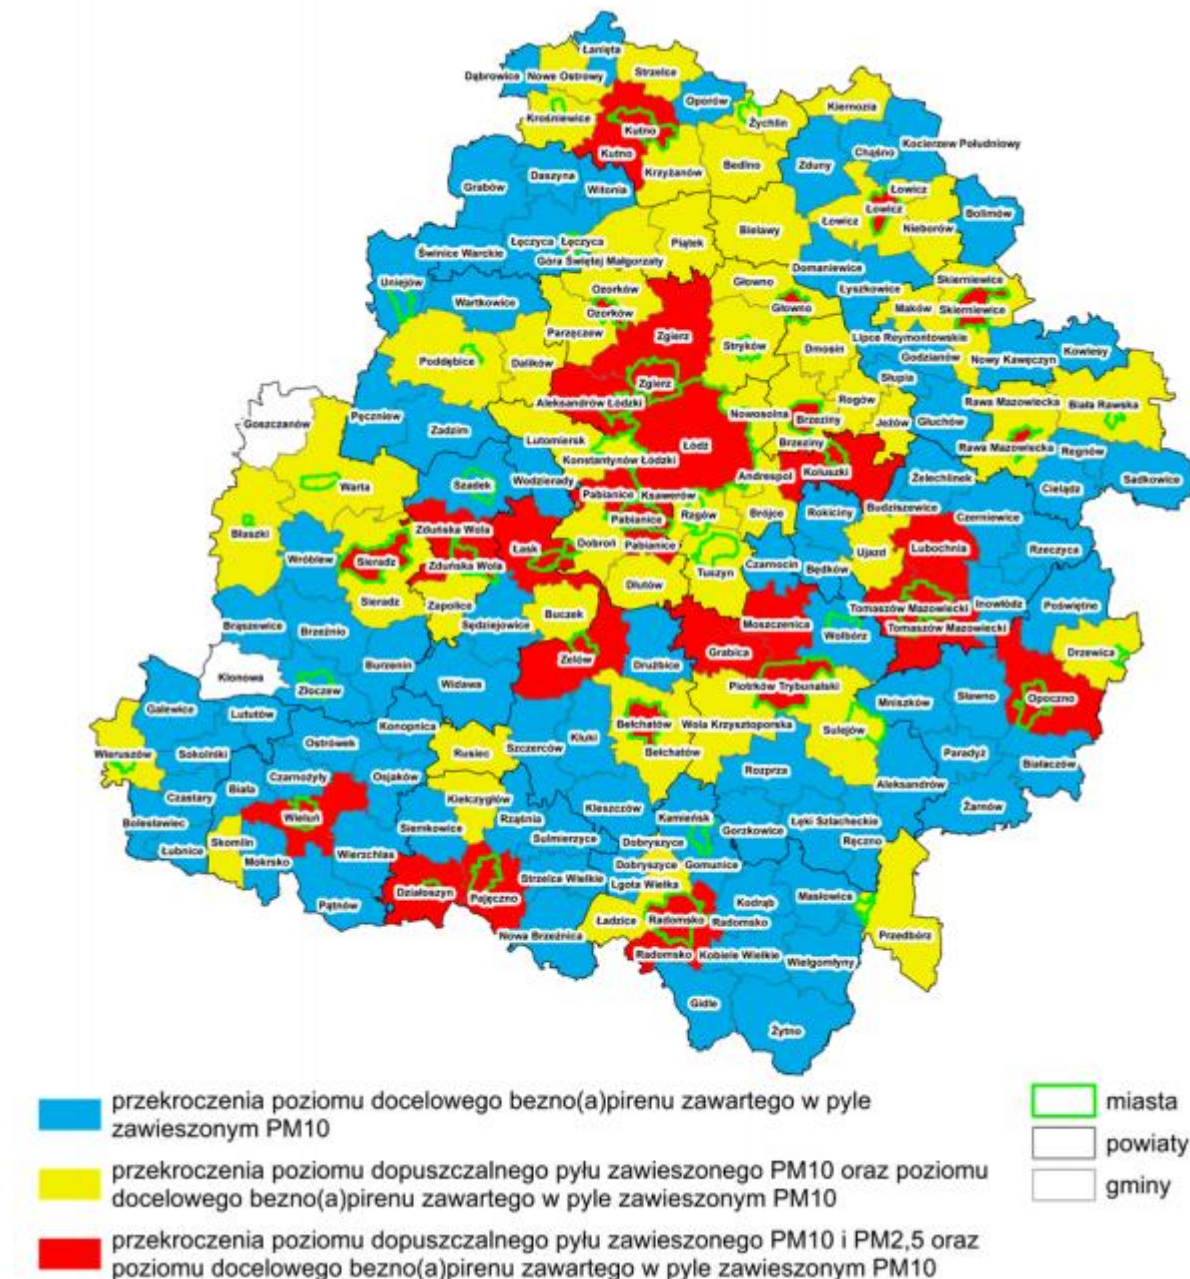 Łanięta
Dąbrowice Nowe Ostrowy Strzelce
Oporów
Krośniewice Żychlin Kiernozia
Kutno
Kocierzew Południowy
Kutno Bedlno Zduny Chąśno
Krzyżanów
Daszyna
Grabów Witonia Łowicz
Łowicz
Łowicz Bolimów
Bielawy Nieborów
Łęczyca Łęczyca Piątek
Świnice Warckie
Góra Świętej Małgorzaty Domaniewice
Uniejów Ozorków Głowno Skierniewice
Wartkowice Łyszkowice
Ozorków Głowno Maków Skierniewice
Parzęczew Zgierz
Stryków Dmosin Lipce Reymontowskie
Poddębice Dalików Godzianów Nowy Kawęczyn Kowiesy
Zgierz Słupia
Aleksandrów Łódzki Rogów Rawa Mazowiecka Biała Rawska
Pęczniew Nowosolna Brzeziny
Goszczanów Jeżów Głuchów
Zadzim Lutomiersk Łódź Brzeziny
Konstantynów Łódzki Rawa Mazowiecka Regnów
Warta Szadek Wodzierady Andrespol Koluszki Żelechlinek Sadkowice
Pabianice Ksawerów Cielądz
Rzgów Brójce Rokiciny Budziszewice
Błaszki Zduńska Wola Pabianice Czerniewice
Wróblew Sieradz Łask Dobroń Pabianice Ujazd Lubochnia Rzeczyca
Zduńska Wola Tuszyn Czarnocin Będków
Dłutów
Sieradz Zapolice Buczek Tomaszów Mazowiecki Inowłódz Poświętne
Brąszewice Brzeźnio Sędziejowice Moszczenica Wolbórz Tomaszów Mazowiecki
Zelów Drużbice Grabica Drzewica
Burzenin
Klonowa Widawa
Złoczew Piotrków Trybunalski Opoczno
Galewice Lututów Mniszków Sławno
Konopnica Bełchatów Wola Krzysztoporska Sulejów
Wieruszów Sokolniki Ostrówek Rusiec Szczerców Kluki Bełchatów Paradyż
Białaczów
Czarnożyły Osjaków Rozprza Aleksandrów
Biała
Czastary Kiełczygłów Kleszczów Żarnów
Bolesławiec Wieluń Siemkowice Rząśnia Kamieńsk Gorzkowice Łęki Szlacheckie
Skomlin Sulmierzyce Dobryszyce Ręczno
Łubnice Mokrsko Wierzchlas
Dobryszyce Gomunice
Działoszyn Pajęczno Strzelce Wielkie Lgota Wielka Masłowice
Pątnów Kodrąb
Ładzice Radomsko Radomsko
Nowa Brzeźnica Przedbórz
Radomsko Kobiele Wielkie Wielgomłyny
Gidle
Żytno
przekroczenia poziomu docelowego bezno(a)pirenu zawartego w pyle
zawieszonym PM10
przekroczenia poziomu dopuszczalnego pyłu zawieszonego PM10 oraz poziomu
docelowego bezno(a)pirenu zawartego w pyle zawieszonym PM10
przekroczenia poziomu dopuszczalnego pyłu zawieszonego PM10 i PM2,5 oraz
poziomu docelowego bezno(a)pirenu zawartego w pyle zawieszonym PM10
miasta
powiaty
gminy